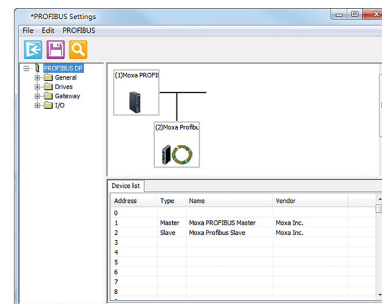 *PROFIBUS Settings
File Edit PROFIBUS
PROFIBUS DP
General
Drives
Gateway
I/O
(1)Moxa PROFI
(2)Moxa Profibu
Device list
Address Type Name Vendor
0
1 Master Moxa PROFIBUS Master Moxa Inc.
2 Slave Moxa Profibus Slave Moxa Inc.
3
4
5
6
7
8